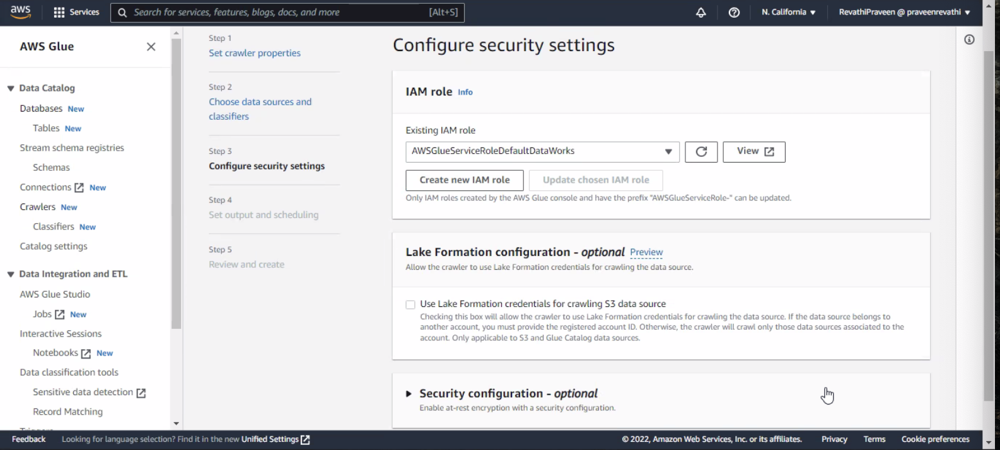 aws
Services
Search for services, features, blogs, docs, and more
[Alt+S]
N. California
RevathiPraveen @ praveenrevathi
AWS Glue
Data Catalog
Databases New
Tables New
Stream schema registries
Schemas
Connections New
Crawlers New
Classifiers New
Catalog settings
Data Integration and ETL
AWS Glue Studio
Jobs New
Interactive Sessions
Notebooks New
Data classification tools
Sensitive data detection
Record Matching
Step 1
Set crawler properties
Step 2
Choose data sources and
classifiers
Step 3
Configure security settings
Step 4
Set output and scheduling
Step 5
Review and create
Configure security settings
IAM role Info
Existing IAM role
AWSGlueServiceRoleDefaultDataWorks
View
Create new IAM role
Update chosen IAM role
Only IAM roles created by the AWS Glue console and have the prefix "AWSGlueServiceRole-" can be updated.
Lake Formation configuration - optional Preview
Allow the crawler to use Lake Formation credentials for crawling the data source.
Use Lake Formation credentials for crawling S3 data source
Checking this box will allow the crawler to use Lake Formation credentials for crawling the data source. If the data source belongs to
another account, you must provide the registered account ID. Otherwise, the crawler will crawl only those data sources associated to the
account. Only applicable to S3 and Glue Catalog data sources.
Security configuration - optional
Enable at-rest encryption with a security configuration.
Feedback
Looking for language selection? Find it in the new Unified Settings
© 2022, Amazon Web Services, Inc. or its affiliates.
Privacy
Terms
Cookie preferences